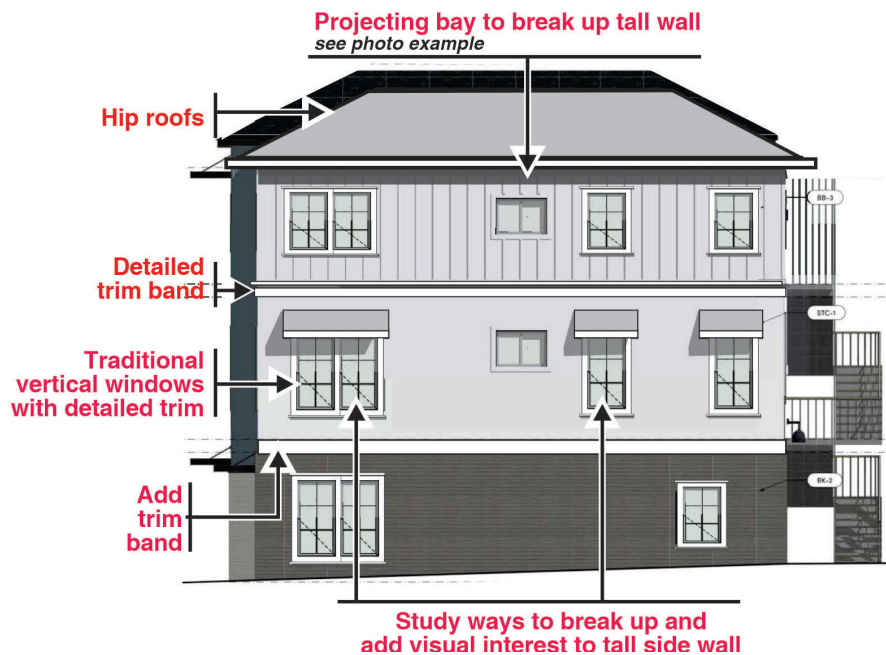 Projecting bay to break up tall wall
see photo example
Hip roofs
BB-3
Detailed
trim band
STC-1
Traditional
vertical windows
with detailed trim
Add
trim
band
BK-2
Study ways to break up and
add visual interest to tall side wall